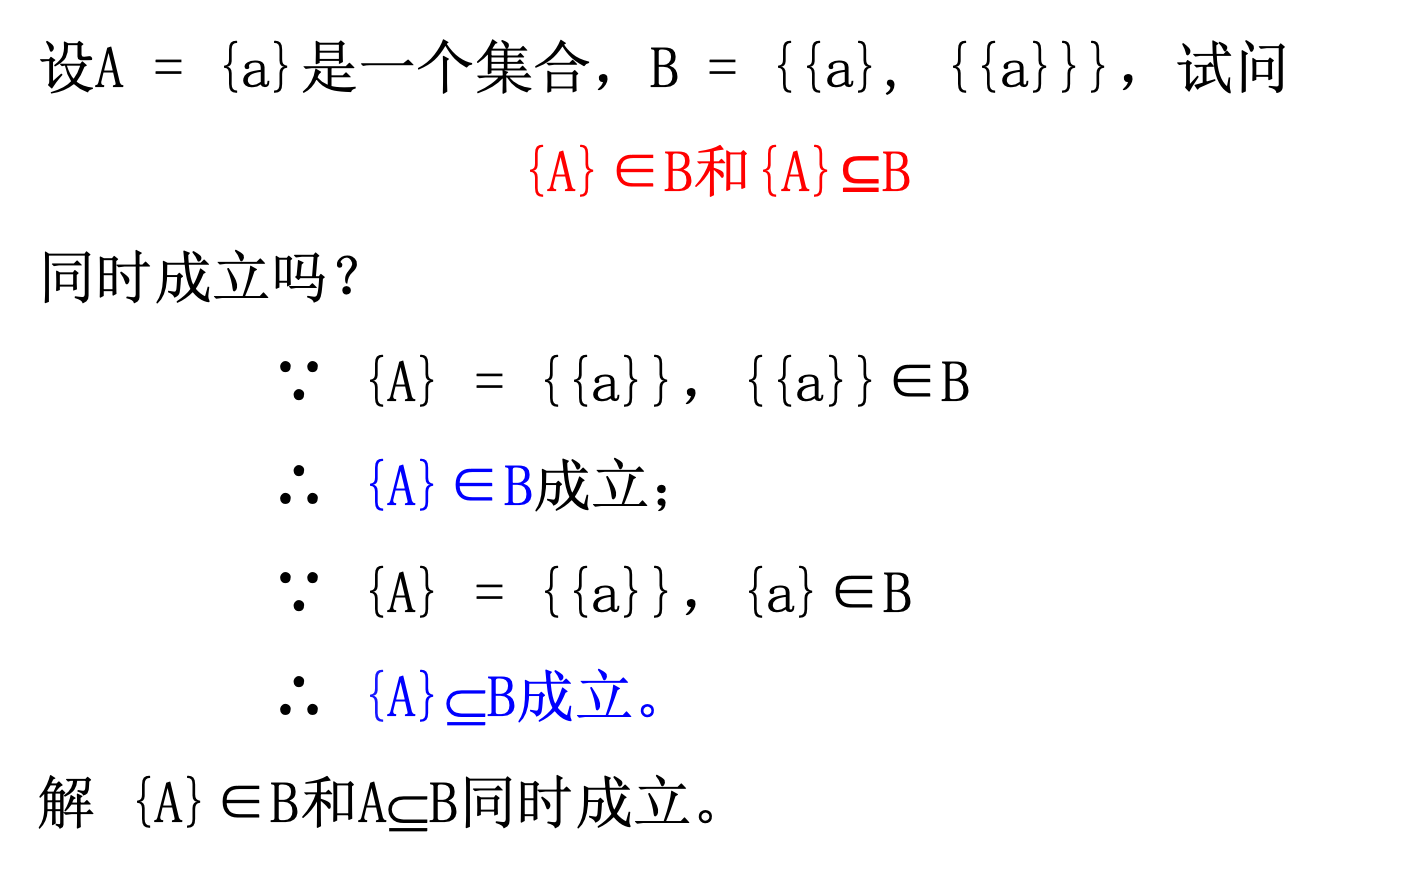 设A = {a}是一个集合，B = {{a}, {{a}}}，试问
{A}∈B和{A}⊆B
同时成立吗？
∵ {A} = {{a}}，{{a}}∈B
∴ {A}∈B成立；
∵ {A} = {{a}}，{a}∈B
∴ {A}⊆B成立。
解 {A}∈B和A⊆B同时成立。